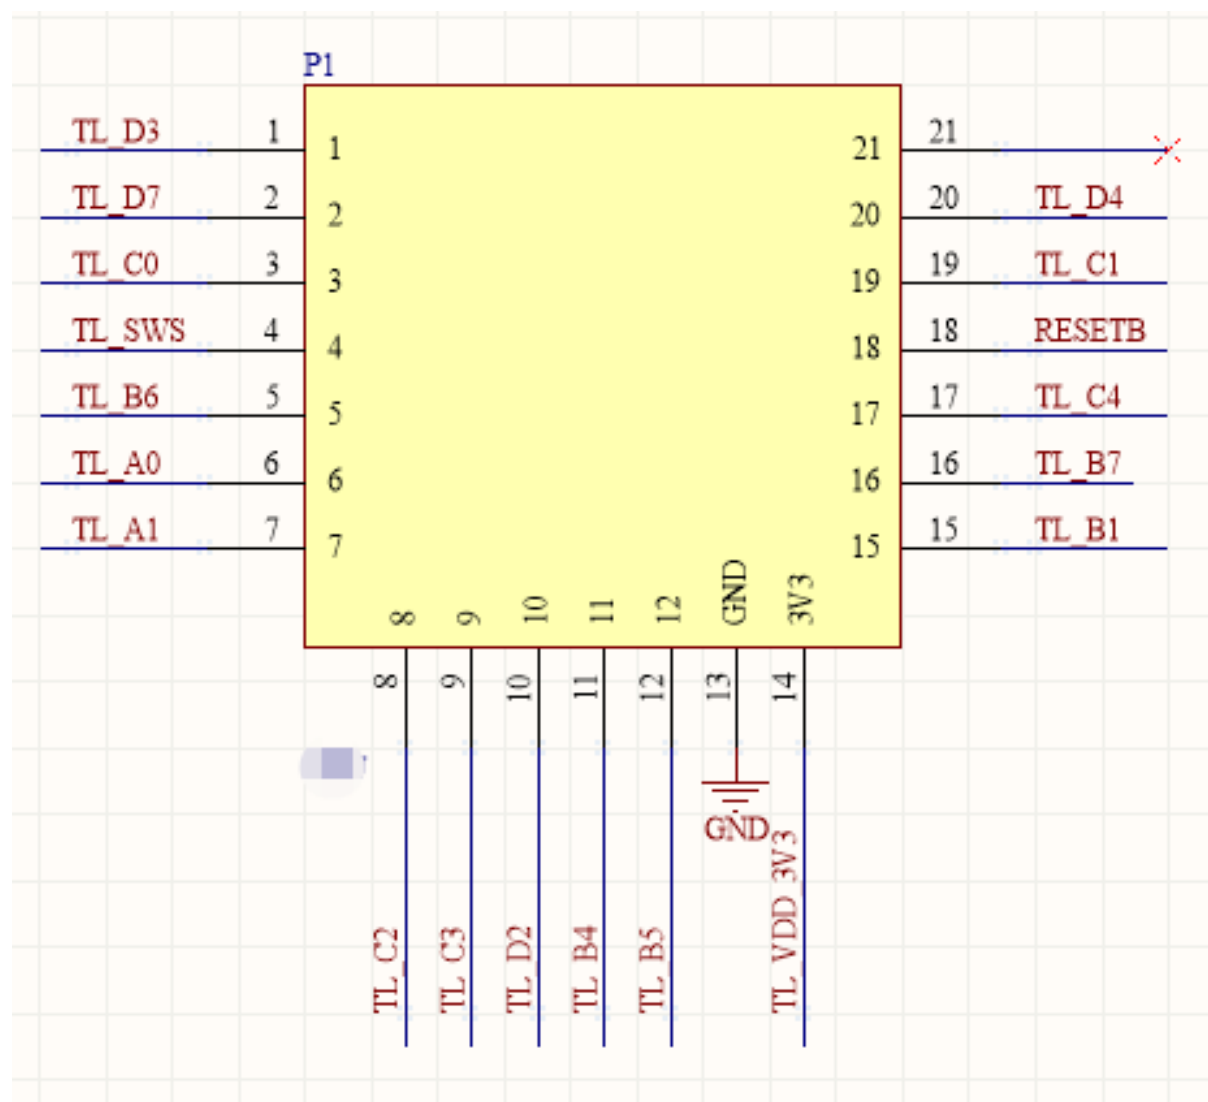 P1
TL_D3 1 1 21 21
TL_D7 2 2 20 20 TL_D4
TL_C0 3 3 19 19 TL_C1
TL_SWS 4 4 18 18 RESETB
TL_B6 5 5 17 17 TL_C4
TL_A0 6 6 16 16 TL_B7
TL_A1 7 7 15 15 TL_B1
8 9 10 11 12 GND 3V3
8 9 10 11 12 13 14
GND
TL_C2 TL_C3 TL_D2 TL_B4 TL_B5 TL_VDD_3V3